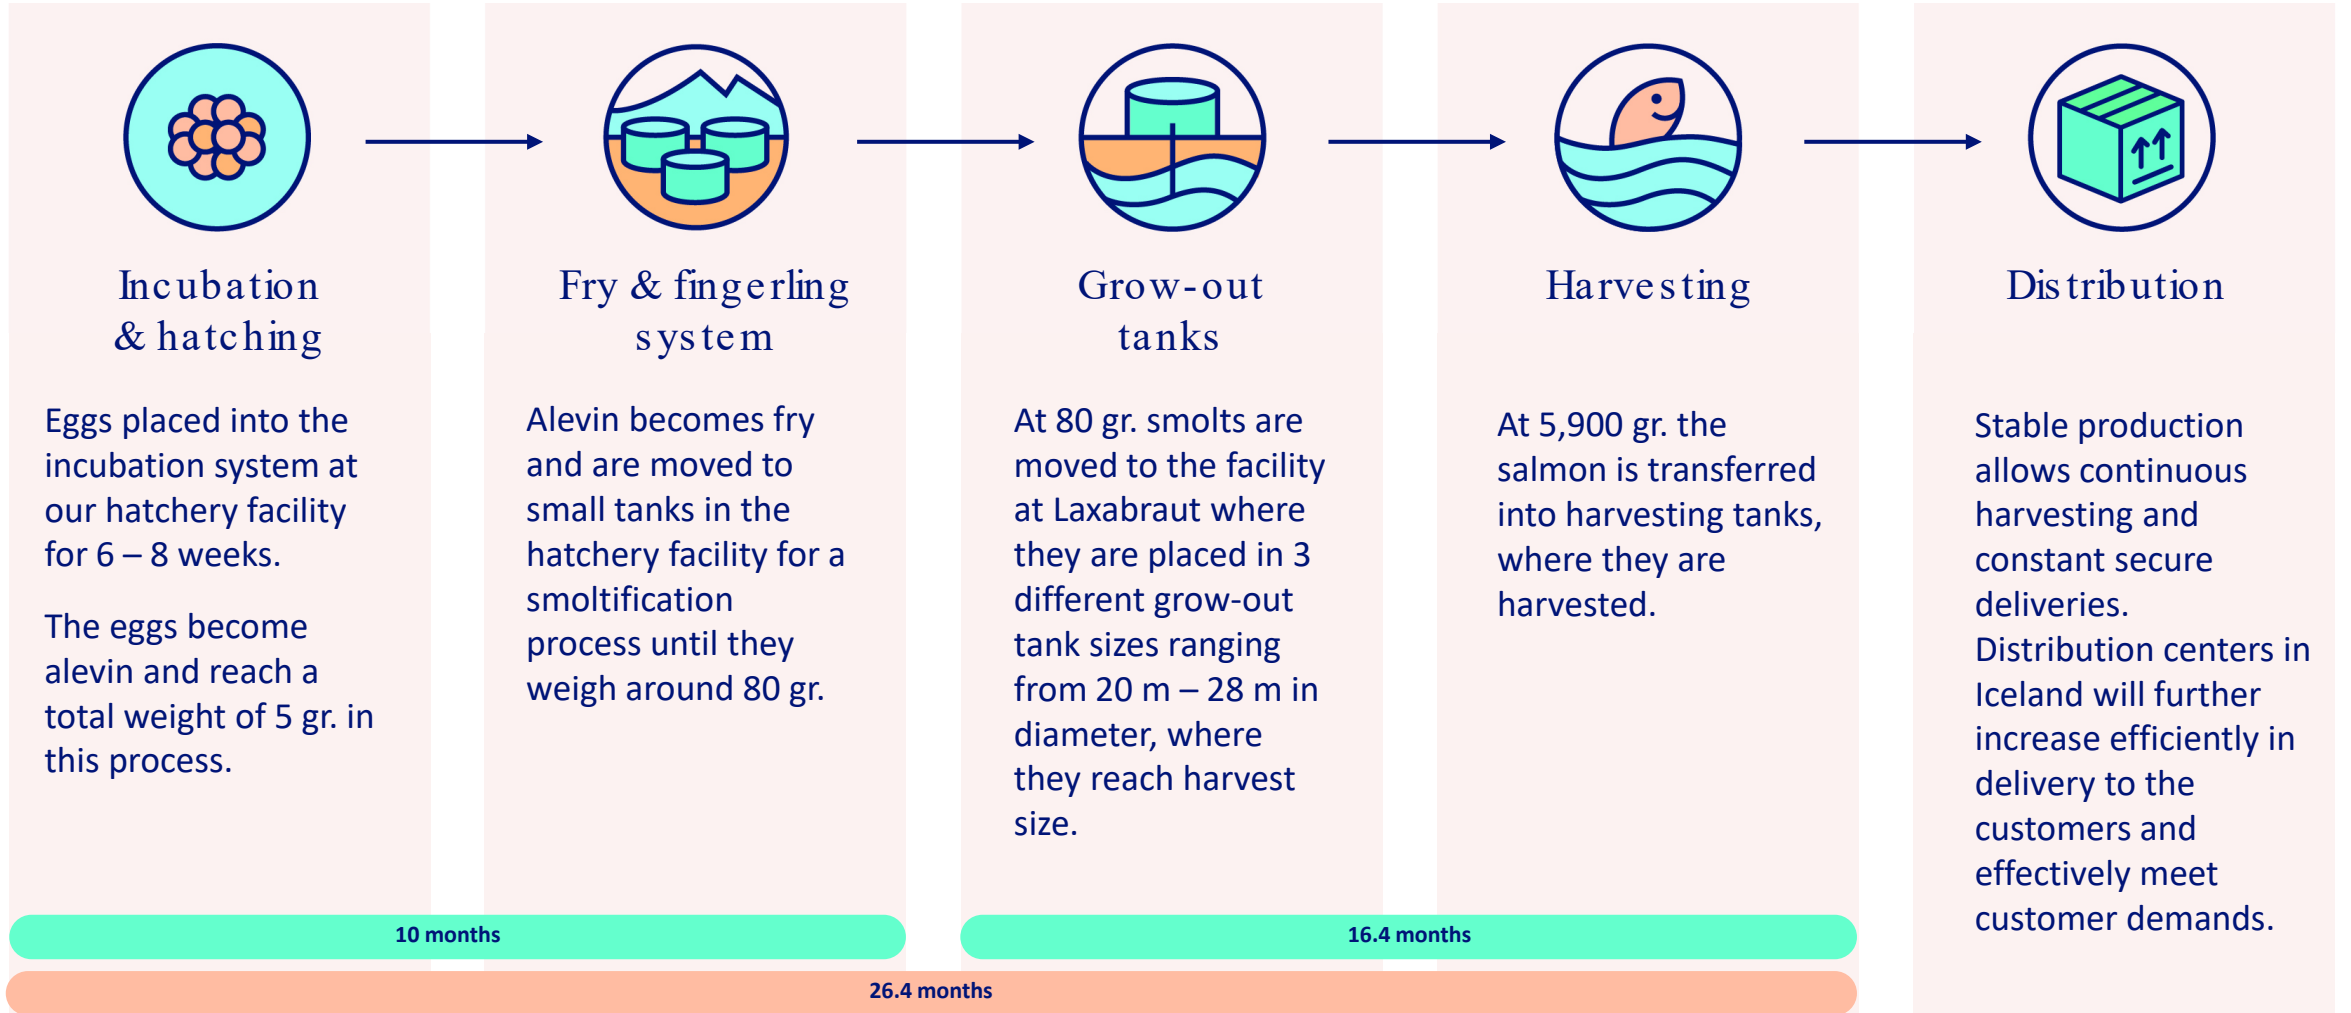 Incubation
& hatching
Eggs placed into the
incubation system at
our hatchery facility
for 6 – 8 weeks.
The eggs become
alevin and reach a
total weight of 5 gr. in
this process.
Fry & fingerling
system
Alevin becomes fry
and are moved to
small tanks in the
hatchery facility for a
smoltification
process until they
weigh around 80 gr.
Grow-out
tanks
At 80 gr. smolts are
moved to the facility
at Laxabraut where
they are placed in 3
different grow-out
tank sizes ranging
from 20 m – 28 m in
diameter, where
they reach harvest
size.
Harvesting
At 5,900 gr. the
salmon is transferred
into harvesting tanks,
where they are
harvested.
Distribution
Stable production
allows continuous
harvesting and
constant secure
deliveries.
Distribution centers in
Iceland will further
increase efficiently in
delivery to the
customers and
effectively meet
customer demands.
10 months
16.4 months
26.4 months